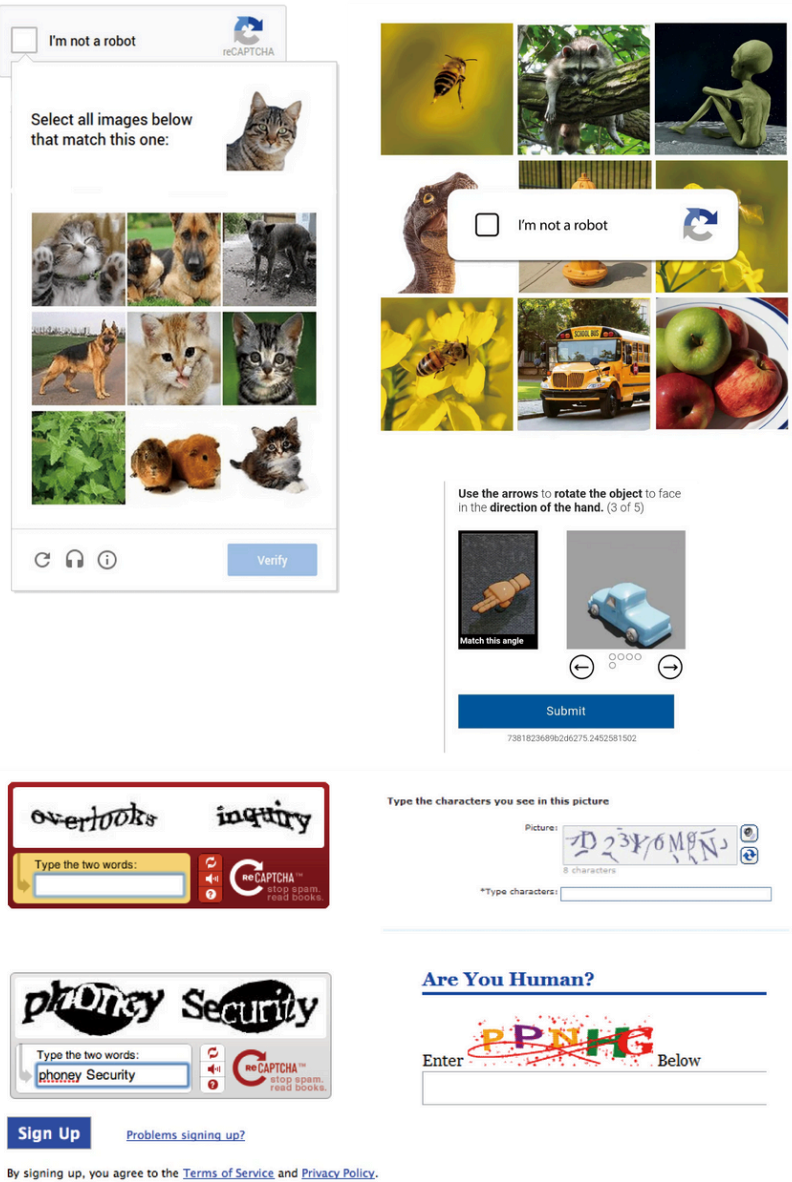 I'm not a robot
reCAPTCHA
Select all images below
that match this one:
Verify
I'm not a robot
SCHOOL BUS
Use the arrows to rotate the object to face
in the direction of the hand. (3 of 5)
Match this angle
Submit
7381823689b2d6275.2452581502
overlooks inquiry
Type the two words:
reCAPTCHA™
stop spam.
read books.
Type the characters you see in this picture
Picture:
8 characters
*Type characters:
phoney Security
Type the two words:
phoney Security
reCAPTCHA™
stop spam.
read books.
Are You Human?
Enter PPNHG Below
Sign Up Problems signing up?
By signing up, you agree to the Terms of Service and Privacy Policy.